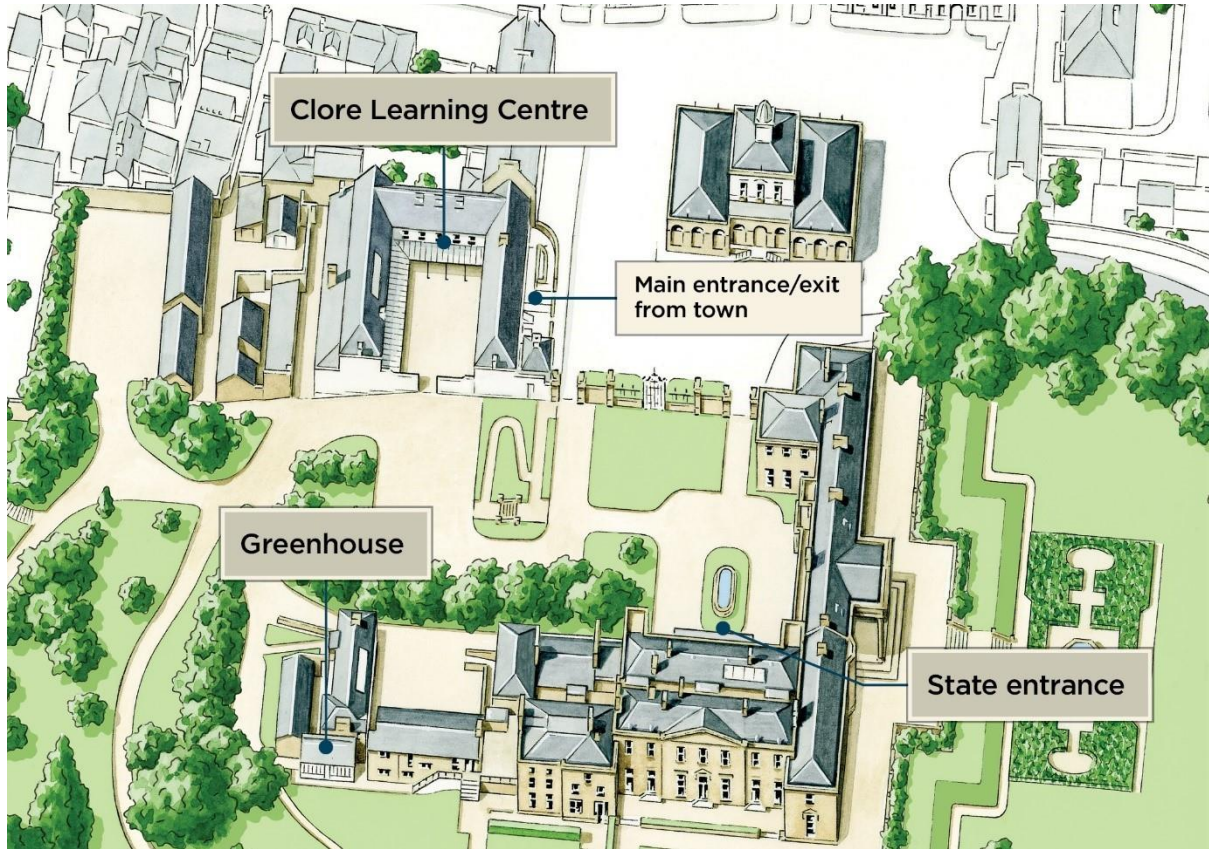 Clore Learning Centre
Main entrance/exit
from town
Greenhouse
State entrance